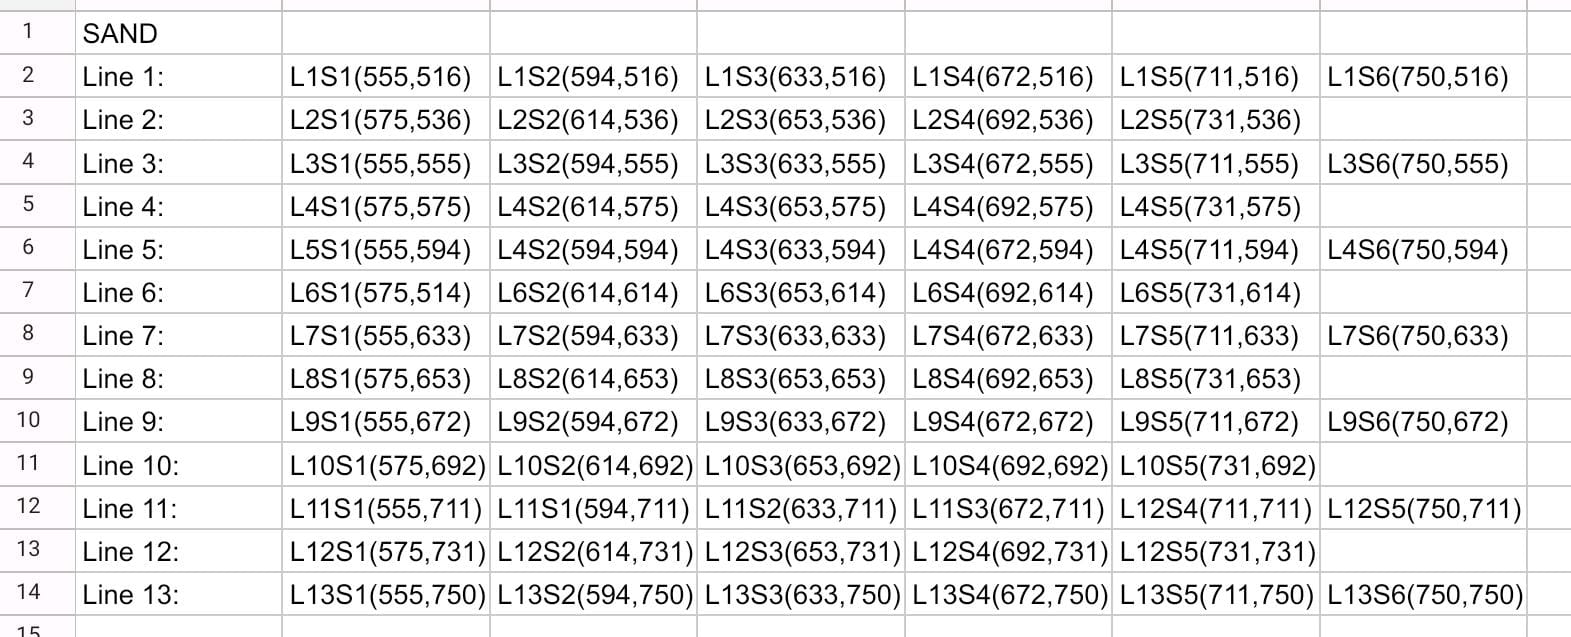 1 SAND
2 Line 1: L1S1(555,516) L1S2(594,516) L1S3(633,516) L1S4(672,516) L1S5(711,516) L1S6(750,516)
3 Line 2: L2S1(575,536) L2S2(614,536) L2S3(653,536) L2S4(692,536) L2S5(731,536)
4 Line 3: L3S1(555,555) L3S2(594,555) L3S3(633,555) L3S4(672,555) L3S5(711,555) L3S6(750,555)
5 Line 4: L4S1(575,575) L4S2(614,575) L4S3(653,575) L4S4(692,575) L4S5(731,575)
6 Line 5: L5S1(555,594) L4S2(594,594) L4S3(633,594) L4S4(672,594) L4S5(711,594) L4S6(750,594)
7 Line 6: L6S1(575,514) L6S2(614,614) L6S3(653,614) L6S4(692,614) L6S5(731,614)
8 Line 7: L7S1(555,633) L7S2(594,633) L7S3(633,633) L7S4(672,633) L7S5(711,633) L7S6(750,633)
9 Line 8: L8S1(575,653) L8S2(614,653) L8S3(653,653) L8S4(692,653) L8S5(731,653)
10 Line 9: L9S1(555,672) L9S2(594,672) L9S3(633,672) L9S4(672,672) L9S5(711,672) L9S6(750,672)
11 Line 10: L10S1(575,692) L10S2(614,692) L10S3(653,692) L10S4(692,692) L10S5(731,692)
12 Line 11: L11S1(555,711) L11S1(594,711) L11S2(633,711) L11S3(672,711) L12S4(711,711) L12S5(750,711)
13 Line 12: L12S1(575,731) L12S2(614,731) L12S3(653,731) L12S4(692,731) L12S5(731,731)
14 Line 13: L13S1(555,750) L13S2(594,750) L13S3(633,750) L13S4(672,750) L13S5(711,750) L13S6(750,750)
15